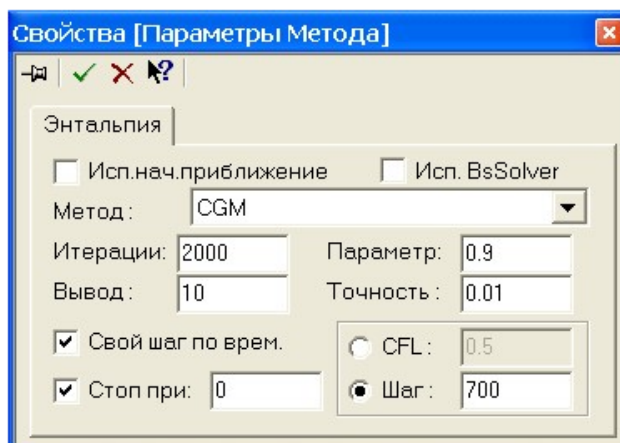 Свойства [Параметры Метода]
Энтальпия
Исп.нач.приближение Исп. BsSolver
Метод: CGM
Итерации: 2000 Параметр: 0.9
Вывод: 10 Точность: 0.01
Свой шаг по врем. CFL: 0.5
Стоп при: 0 Шаг: 700